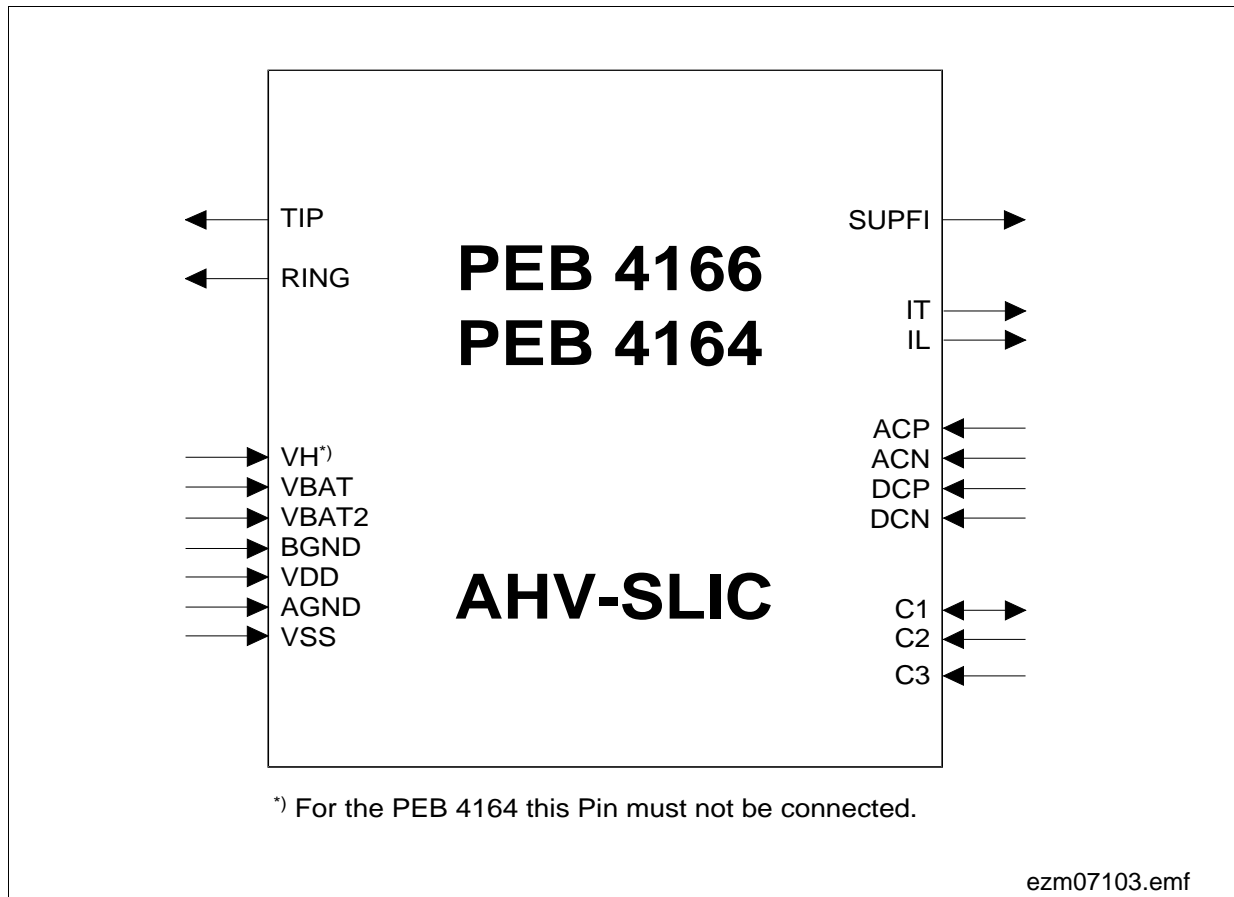 TIP
RING
PEB 4166
PEB 4164
SUPFI
IT
IL
VH*)
VBAT
VBAT2
BGND
VDD
AGND
VSS
AHV-SLIC
ACP
ACN
DCP
DCN
C1
C2
C3
*) For the PEB 4164 this Pin must not be connected.
ezm07103.emf